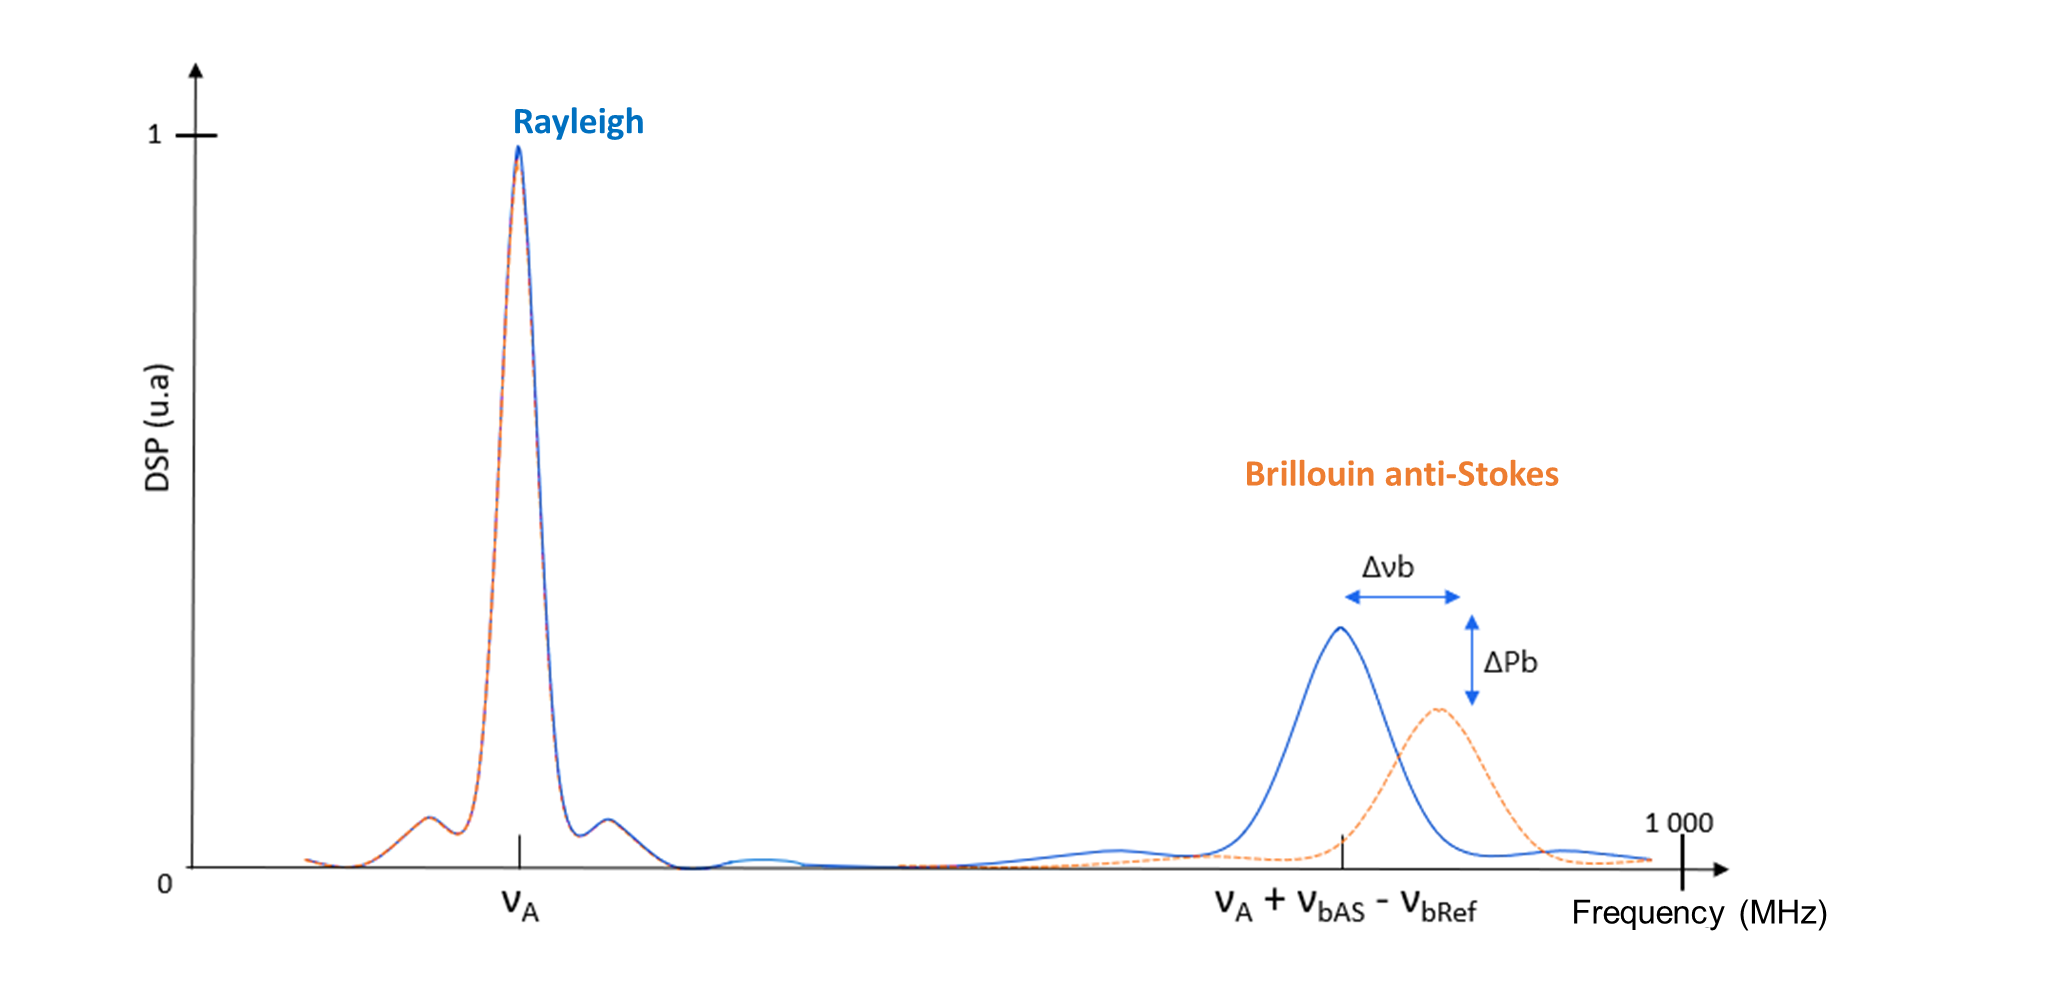 Rayleigh
1
DSP (u.a)
Brillouin anti-Stokes
Δνb
ΔPb
1 000
0
νA
νA + νbAS - νbRef
Frequency (MHz)